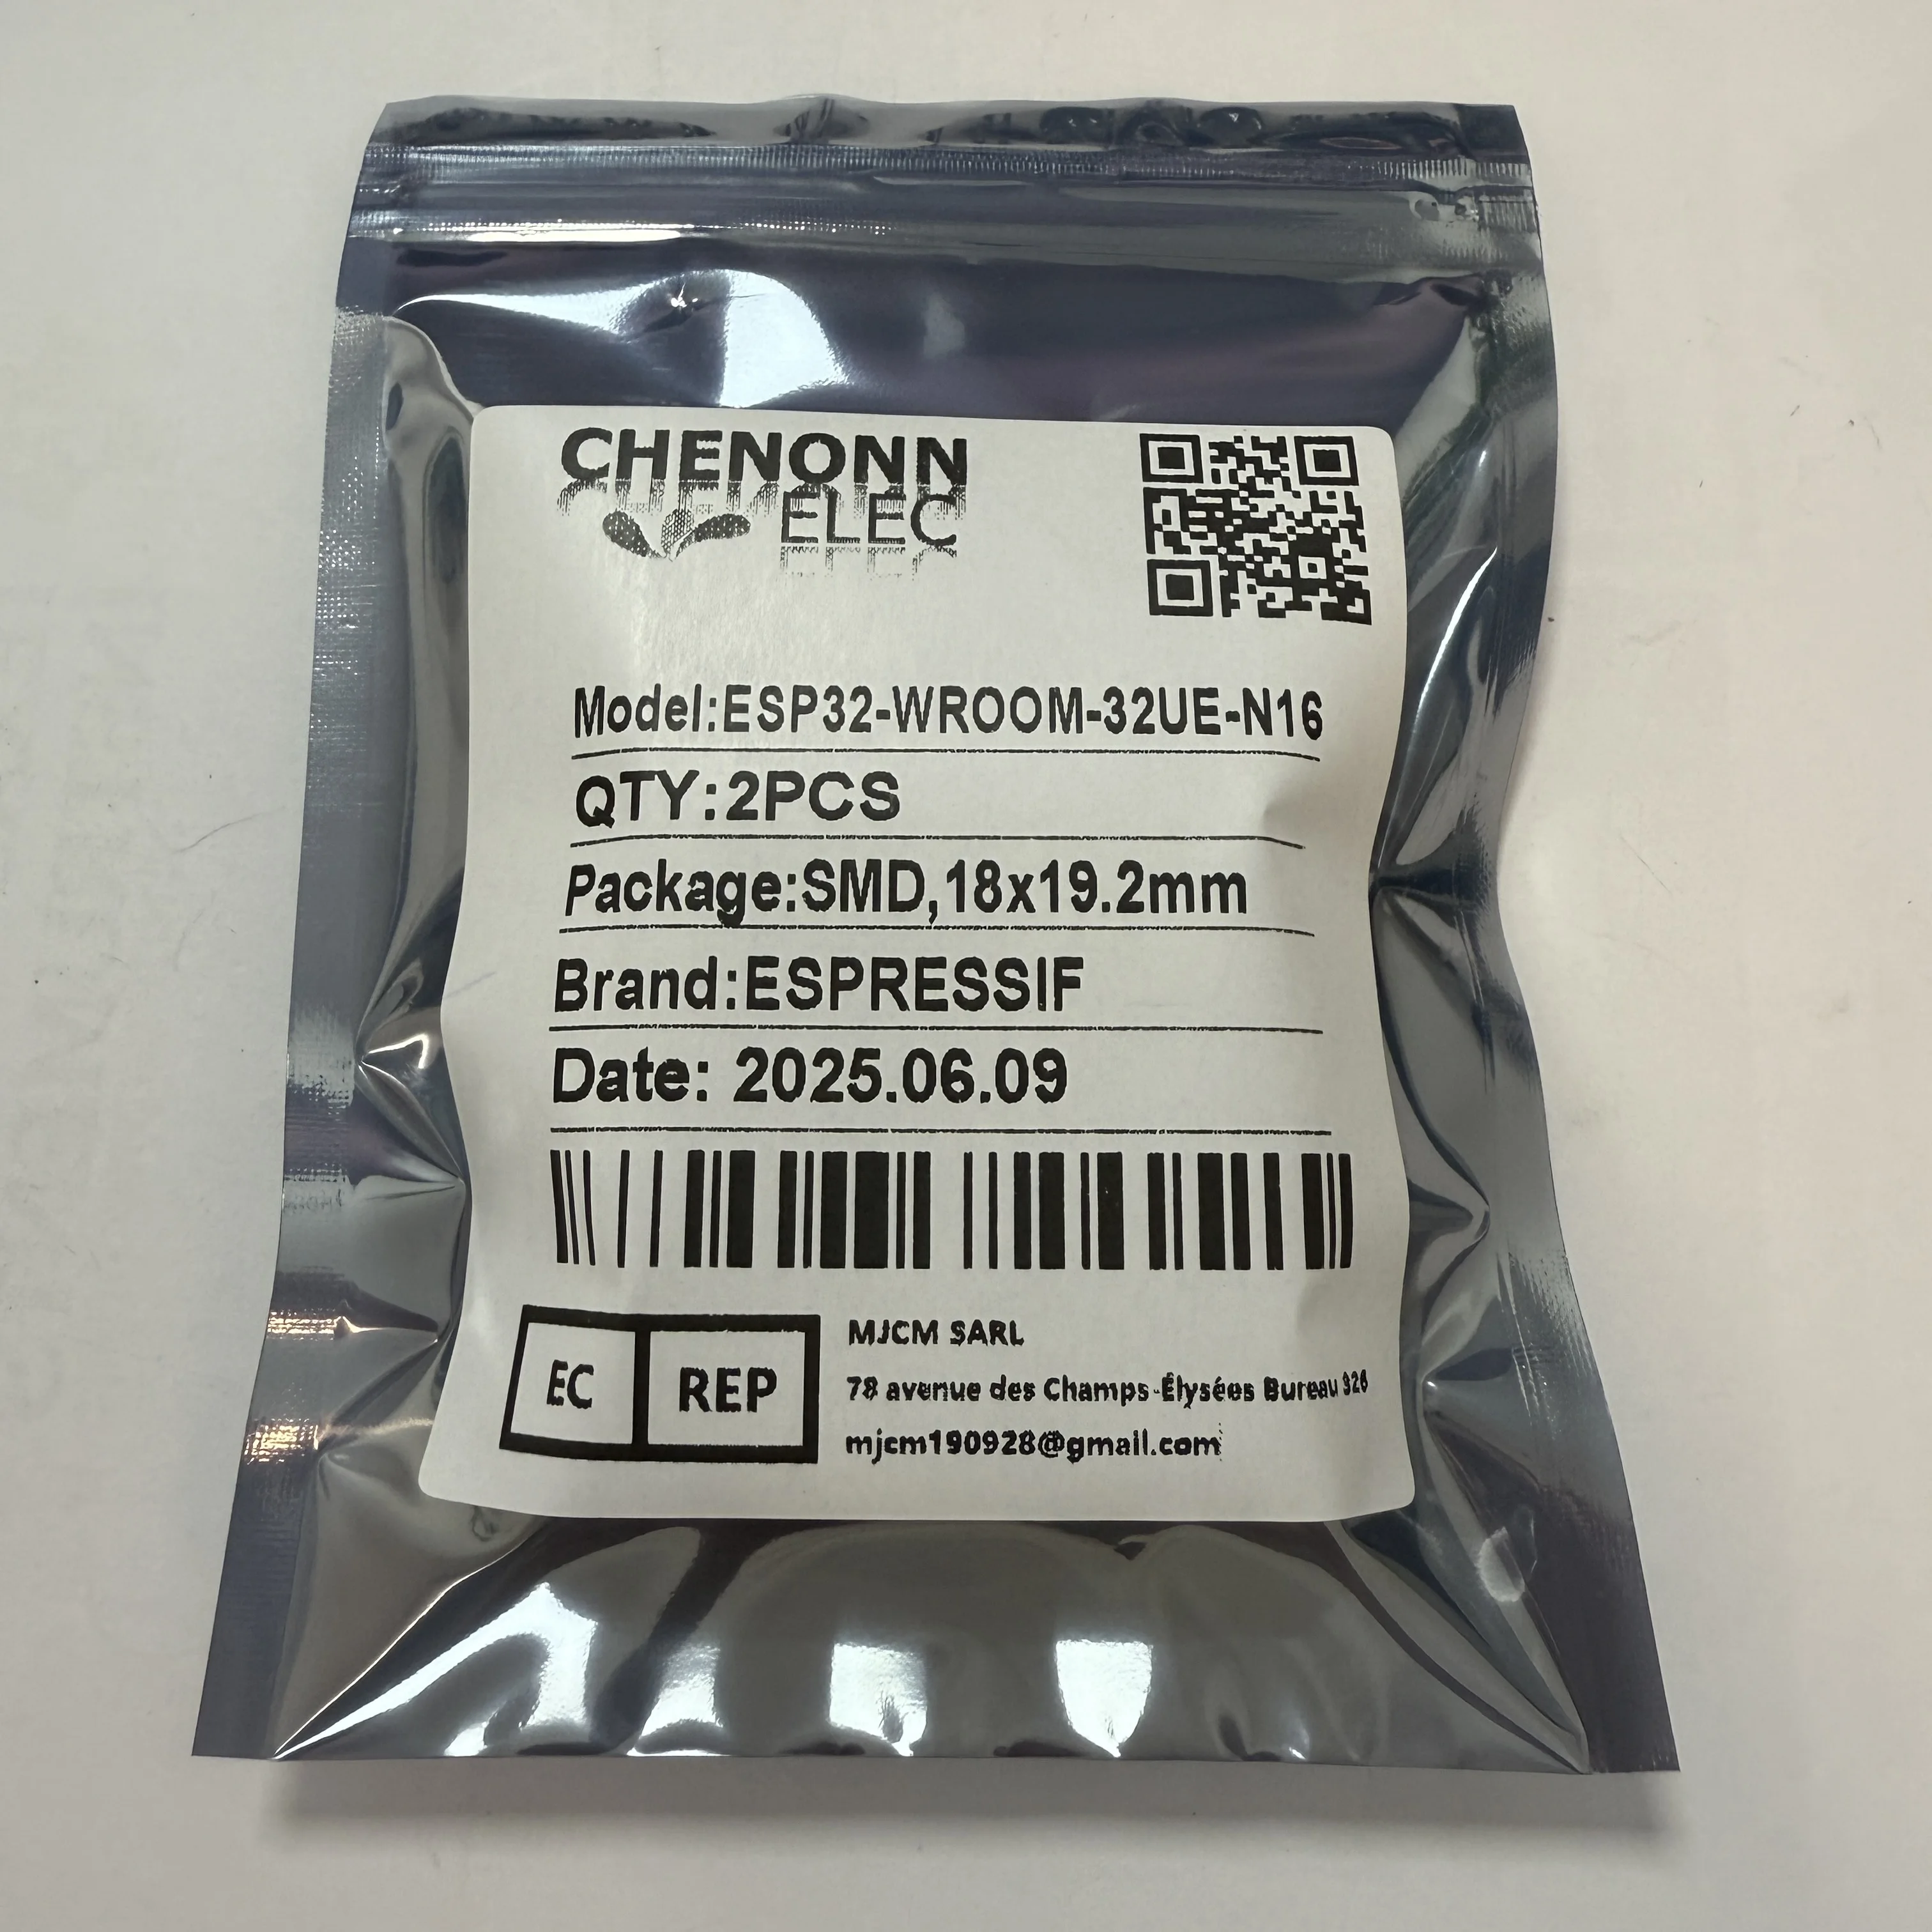 CHENONN
ELEC
Model:ESP32-WROOM-32UE-N16
QTY:2PCS
Package:SMD,18x19.2mm
Brand:ESPRESSIF
Date: 2025.06.09
EC REP
MJCM SARL
78 avenue des Champs-Élysées Bureau 326
mjcm190928@gmail.com